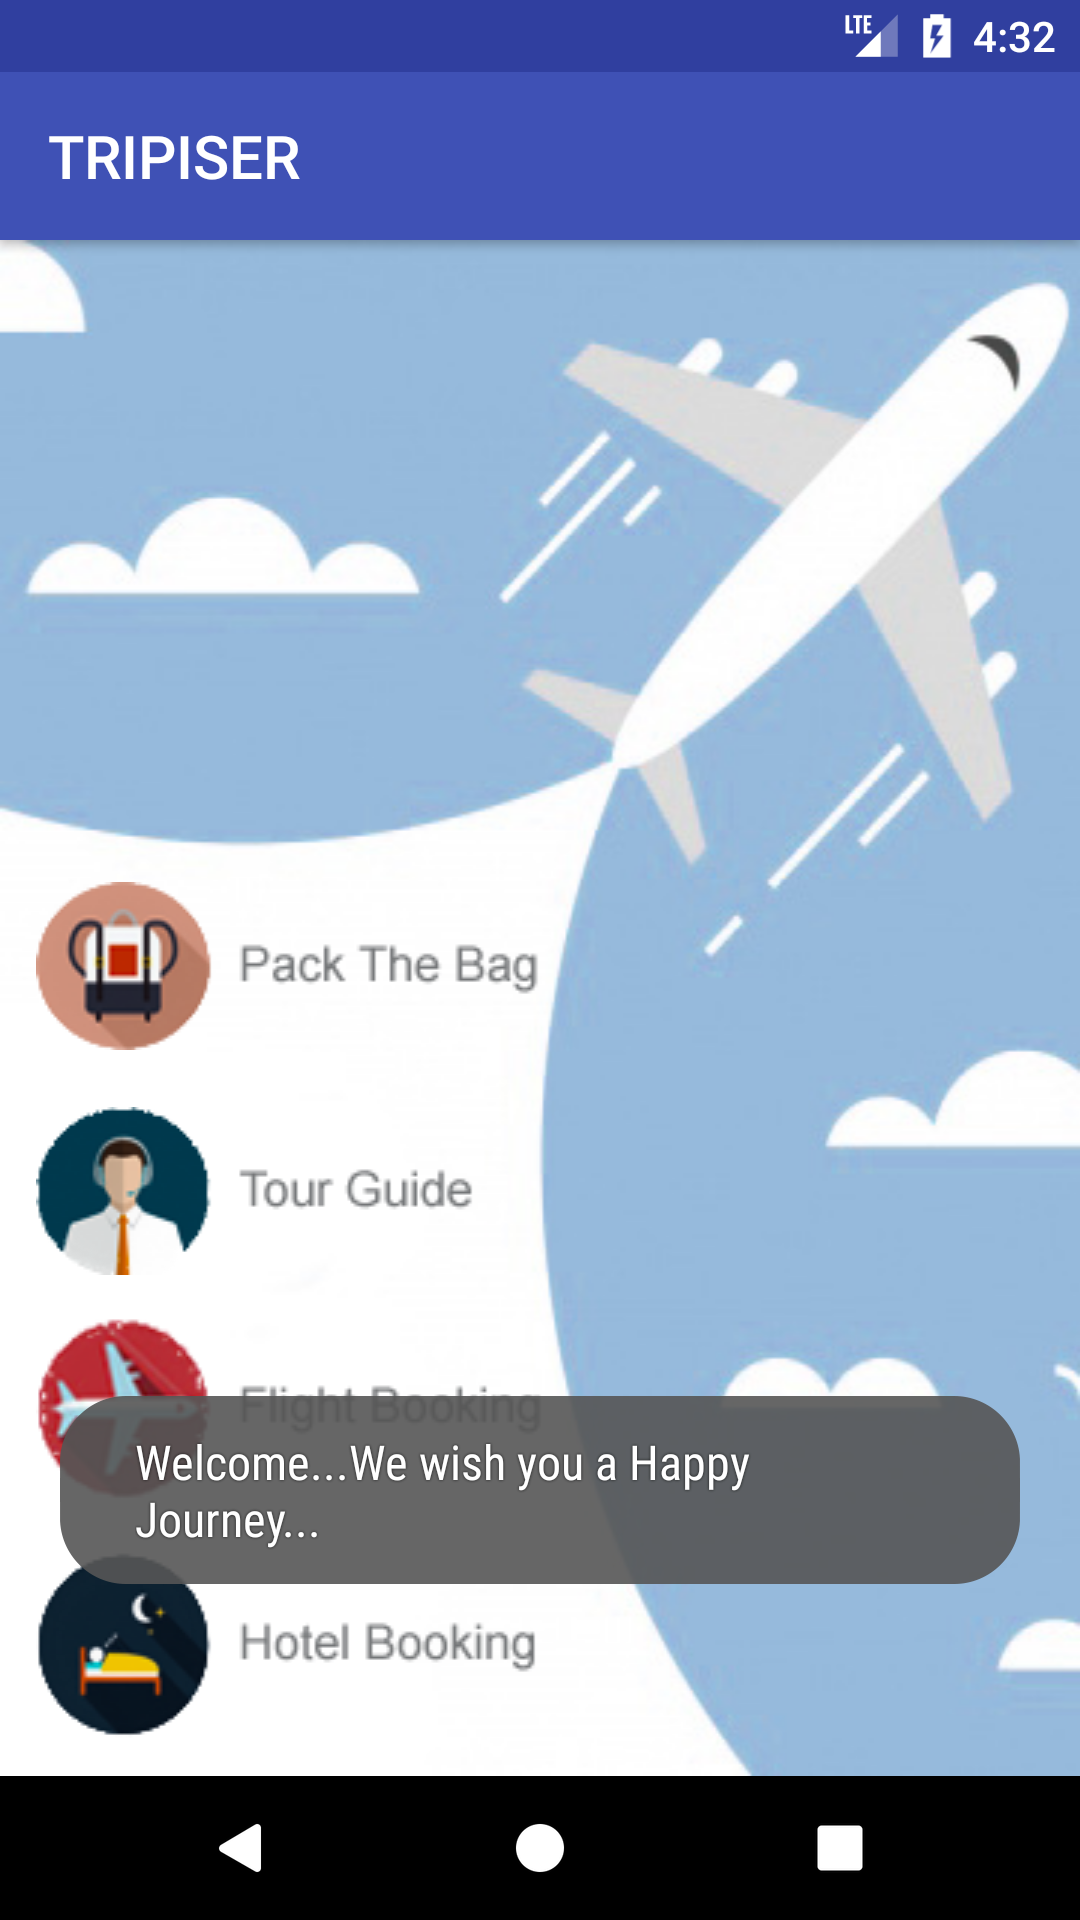 LTE 4:32
TRIPISER
Pack The Bag
Tour Guide
Flight Booking
Welcome...We wish you a Happy
Journey...
Hotel Booking